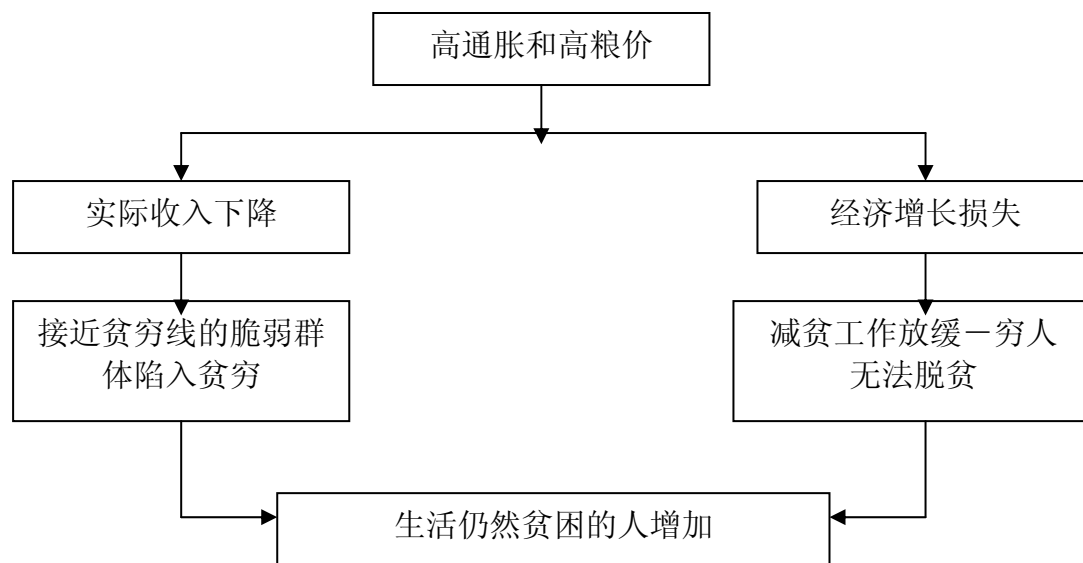 高通胀和高粮价
实际收入下降
经济增长损失
接近贫穷线的脆弱群
体陷入贫穷
减贫工作放缓－穷人
无法脱贫
生活仍然贫困的人增加